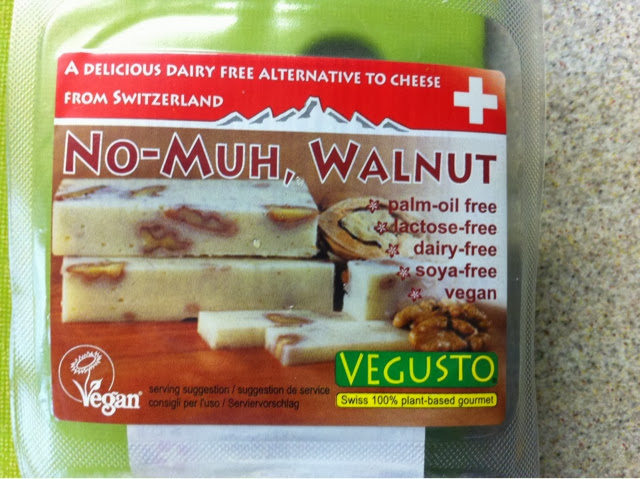 A DELICIOUS DAIRY FREE ALTERNATIVE TO CHEESE
FROM SWITZERLAND
NO-MUH, WALNUT
palm-oil free
lactose-free
dairy-free
soya-free
vegan
VEGUSTO
Swiss 100% plant-based gourmet
Vegan
serving suggestion / suggestion de service
consigli per l'uso / Serviervorschlag